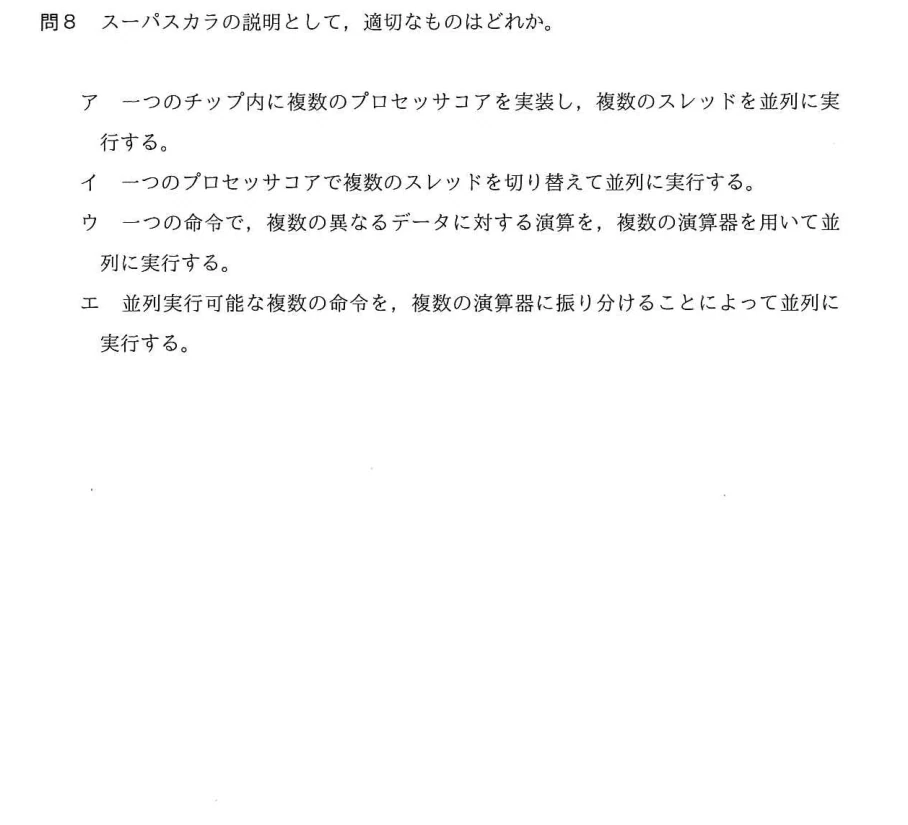 問8 スーパスカラの説明として，適切なものはどれか。
ア 一つのチップ内に複数のプロセッサコアを実装し，複数のスレッドを並列に実
行する。
イ 一つのプロセッサコアで複数のスレッドを切り替えて並列に実行する。
ウ 一つの命令で，複数の異なるデータに対する演算を，複数の演算器を用いて並
列に実行する。
エ 並列実行可能な複数の命令を，複数の演算器に振り分けることによって並列に
実行する。